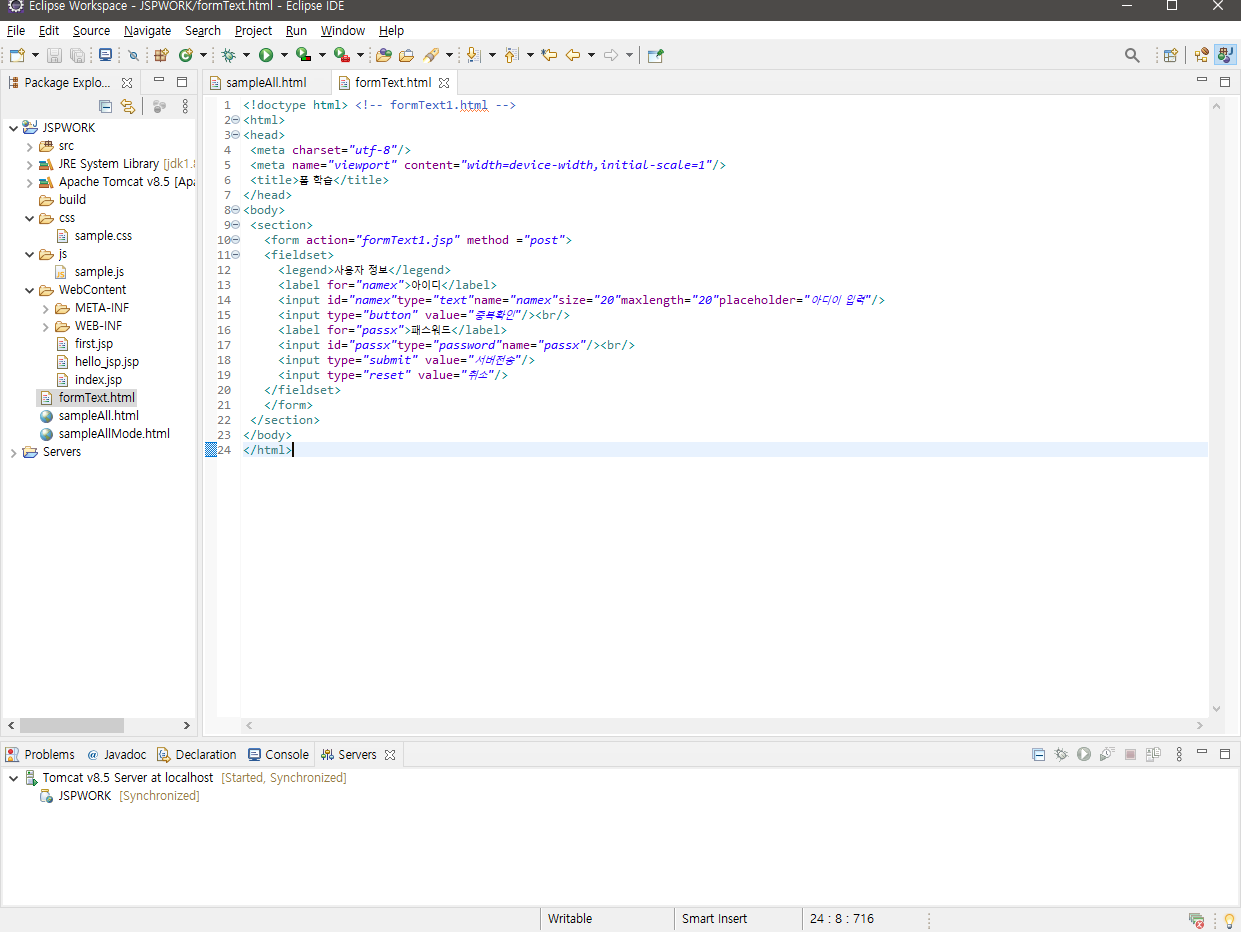 Eclipse Workspace - JSPWORK/formText.html - Eclipse IDE
File Edit Source Navigate Search Project Run Window Help
Package Explo...
sampleAll.html
formText.html
JSPWORK
src
JRE System Library [jdk1.8
Apache Tomcat v8.5 [Apa
build
css
sample.css
js
sample.js
WebContent
META-INF
WEB-INF
first.jsp
hello_jsp.jsp
index.jsp
formText.html
sampleAll.html
sampleAllMode.html
Servers
1 <!doctype html> <!-- formText1.html -->
2 <html>
3 <head>
4 <meta charset="utf-8"/>
5 <meta name="viewport" content="width=device-width,initial-scale=1"/>
6 <title>폼 학습</title>
7 </head>
8 <body>
9 <section>
10 <form action="formText1.jsp" method ="post">
11 <fieldset>
12 <legend>사용자 정보</legend>
13 <label for="namex">아이디</label>
14 <input id="namex"type="text"name="namex"size="20"maxlength="20"placeholder="아디이 입력"/>
15 <input type="button" value="중복확인"/><br/>
16 <label for="passx">패스워드</label>
17 <input id="passx"type="password"name="passx"/><br/>
18 <input type="submit" value="서버전송"/>
19 <input type="reset" value="취소"/>
20 </fieldset>
21 </form>
22 </section>
23 </body>
24 </html>
Problems @ Javadoc Declaration Console Servers
Tomcat v8.5 Server at localhost [Started, Synchronized]
JSPWORK [Synchronized]
Writable Smart Insert 24 : 8 : 716